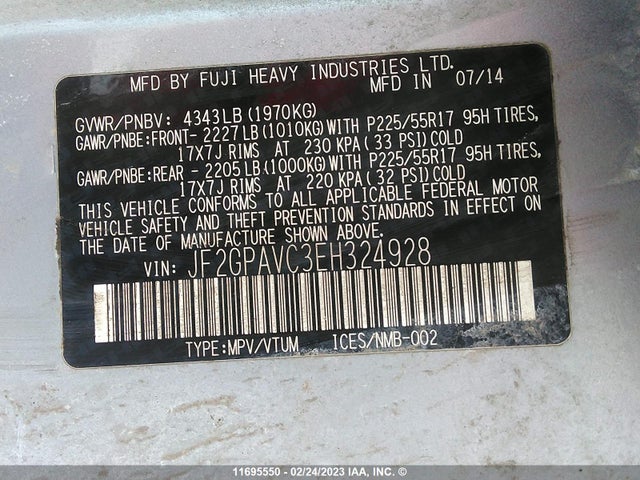 MFD BY FUJI HEAVY INDUSTRIES LTD.
MFD IN 07/14
GVWR/PNBV: 4343LB(1970KG)
GAWR/PNBE:FRONT-2227LB(1010KG)WITH P225/55R17 95H TIRES,
17X7J RIMS AT 230 KPA(33 PSI)COLD
GAWR/PNBE:REAR -2205LB(1000KG)WITH P225/55R17 95H TIRES,
17X7J RIMS AT 220 KPA(32 PSI)COLD
THIS VEHICLE CONFORMS TO ALL APPLICABLE FEDERAL MOTOR
VEHICLE SAFETY AND THEFT PREVENTION STANDARDS IN EFFECT ON
THE DATE OF MANUFACTURE SHOWN ABOVE.
VIN: JF2GPAVC3EH324928
TYPE:MPV/VTUM ICES/NMB-002
11695550 - 02/24/2023 IAA, INC. ©